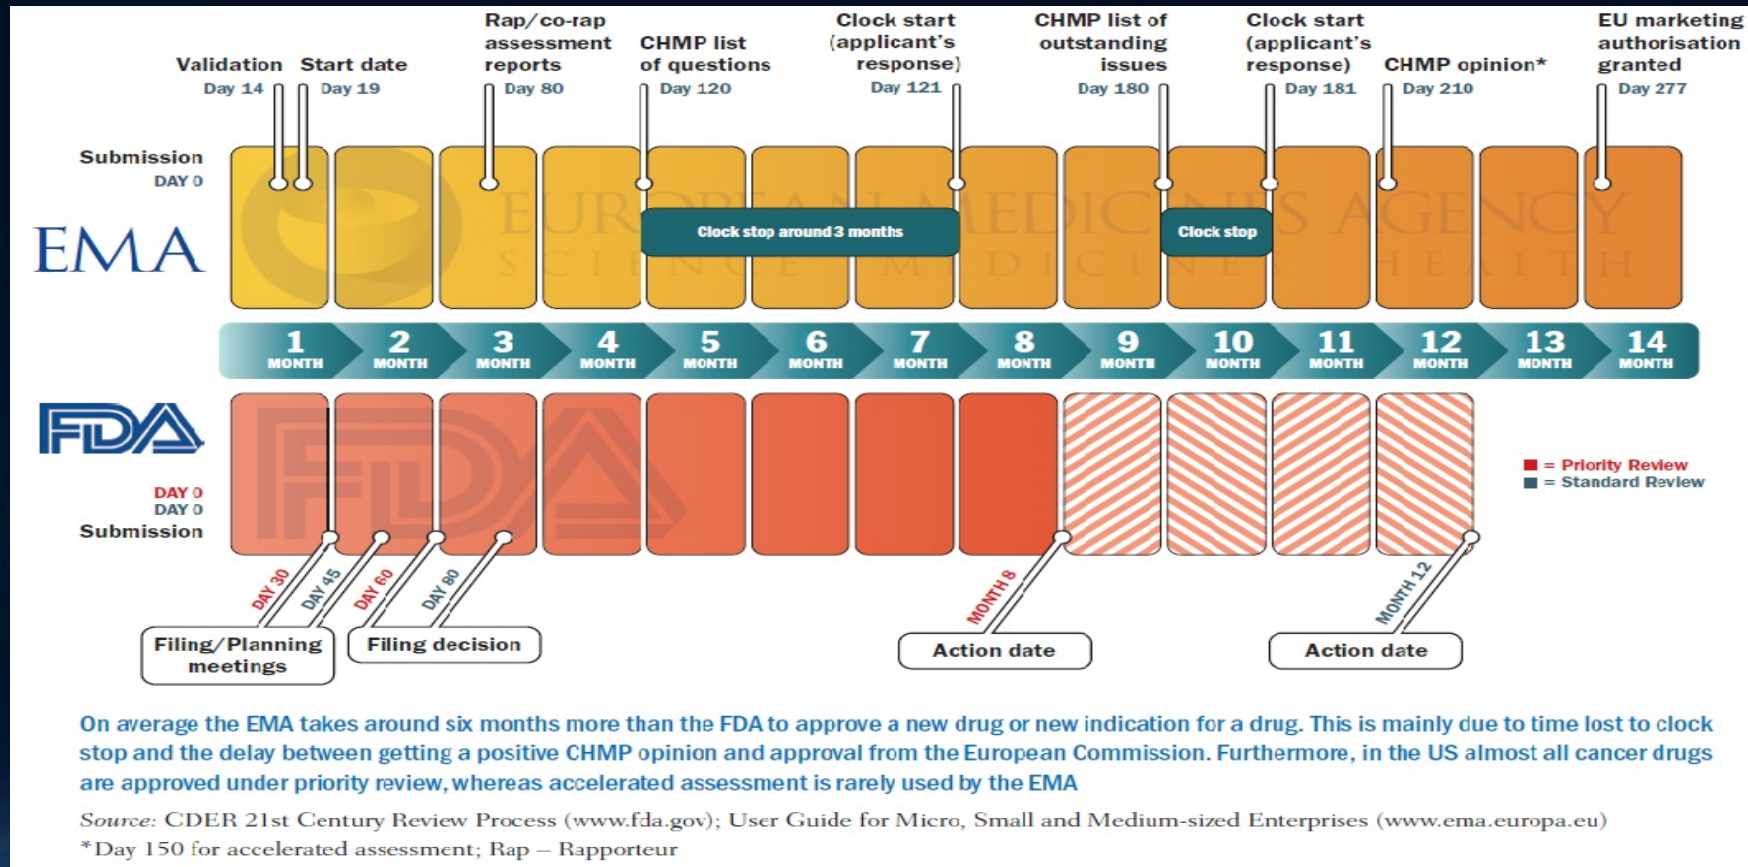 Validation
Day 14
Start date
Day 19
Rap/co-rap
assessment
reports
Day 80
CHMP list
of questions
Day 120
Clock start
(applicant's
response)
Day 121
CHMP list of
outstanding
issues
Day 180
Clock start
(applicant's
response)
Day 181
CHMP opinion*
Day 210
EU marketing
authorisation
granted
Day 277
Submission
DAY 0
EMA
EUROPEAN MEDICINES AGENCY
SCIENCE MEDICINES HEALTH
Clock stop around 3 months
Clock stop
1 MONTH
2 MONTH
3 MONTH
4 MONTH
5 MONTH
6 MONTH
7 MONTH
8 MONTH
9 MONTH
10 MONTH
11 MONTH
12 MONTH
13 MONTH
14 MONTH
FDA
FDA
DAY 0
DAY 0
Submission
= Priority Review
= Standard Review
DAY 30
DAY 45
DAY 60
DAY 80
MONTH 8
MONTH 12
Filing/Planning
meetings
Filing decision
Action date
Action date
On average the EMA takes around six months more than the FDA to approve a new drug or new indication for a drug. This is mainly due to time lost to clock
stop and the delay between getting a positive CHMP opinion and approval from the European Commission. Furthermore, in the US almost all cancer drugs
are approved under priority review, whereas accelerated assessment is rarely used by the EMA
Source: CDER 21st Century Review Process (www.fda.gov); User Guide for Micro, Small and Medium-sized Enterprises (www.ema.europa.eu)
*Day 150 for accelerated assessment; Rap – Rapporteur